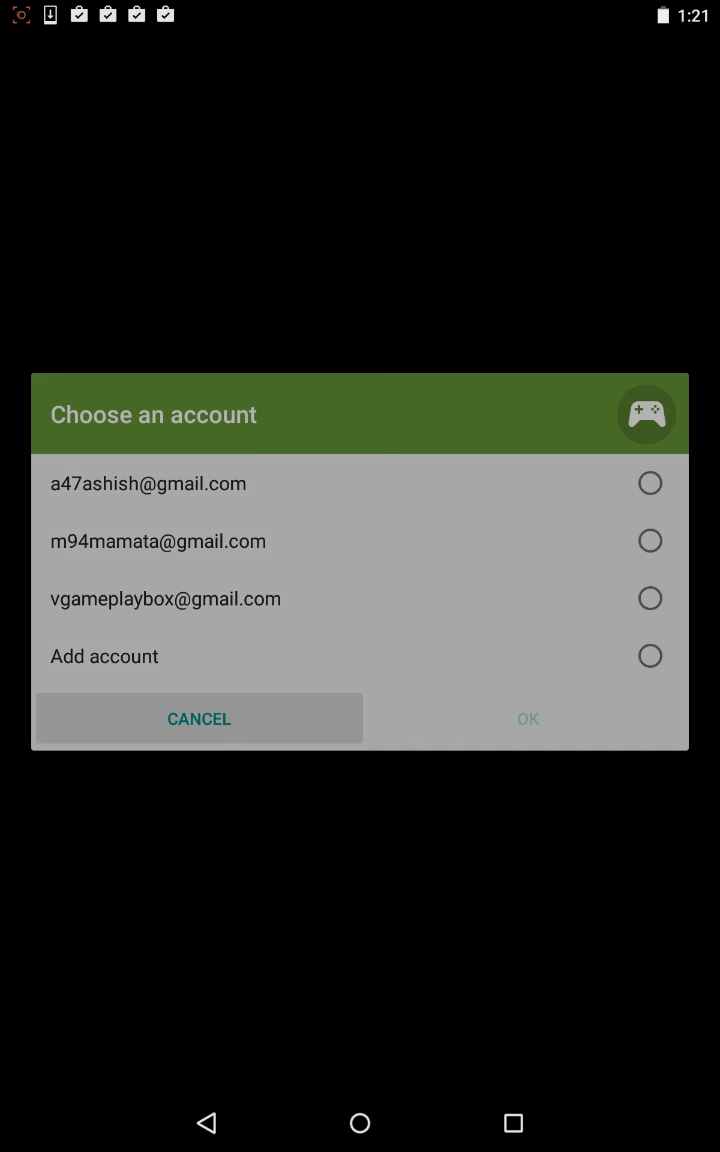 1:21
Choose an account
a47ashish@gmail.com
m94mamata@gmail.com
vgameplaybox@gmail.com
Add account
CANCEL OK